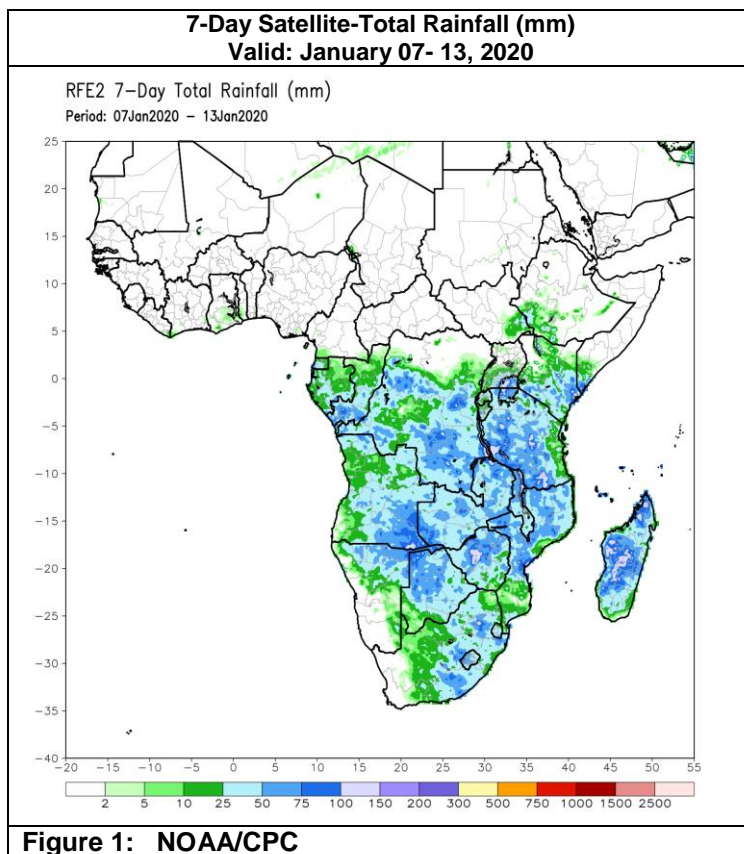 7-Day Satellite-Total Rainfall (mm)
Valid: January 07- 13, 2020
RFE2 7-Day Total Rainfall (mm)
Period: 07Jan2020 – 13Jan2020
25
20
15
10
5
0
-5
-10
-15
-20
-25
-30
-35
-40
-20 -15 -10 -5 0 5 10 15 20 25 30 35 40 45 50 55
2 5 10 25 50 75 100 150 200 300 500 750 1000 1500 2500
Figure 1: NOAA/CPC